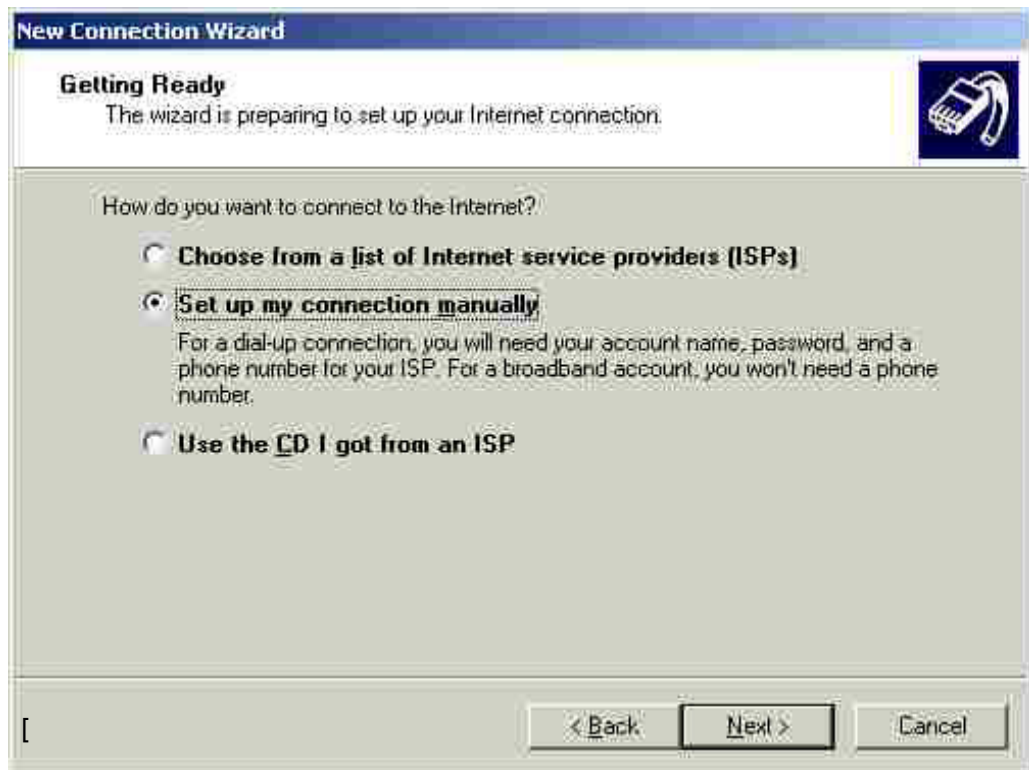 New Connection Wizard
Getting Ready
The wizard is preparing to set up your Internet connection.
How do you want to connect to the Internet?
Choose from a list of Internet service providers (ISPs)
Set up my connection manually
For a dial-up connection, you will need your account name, password, and a
phone number for your ISP. For a broadband account, you won't need a phone
number.
Use the CD I got from an ISP
[
< Back
Next >
Cancel